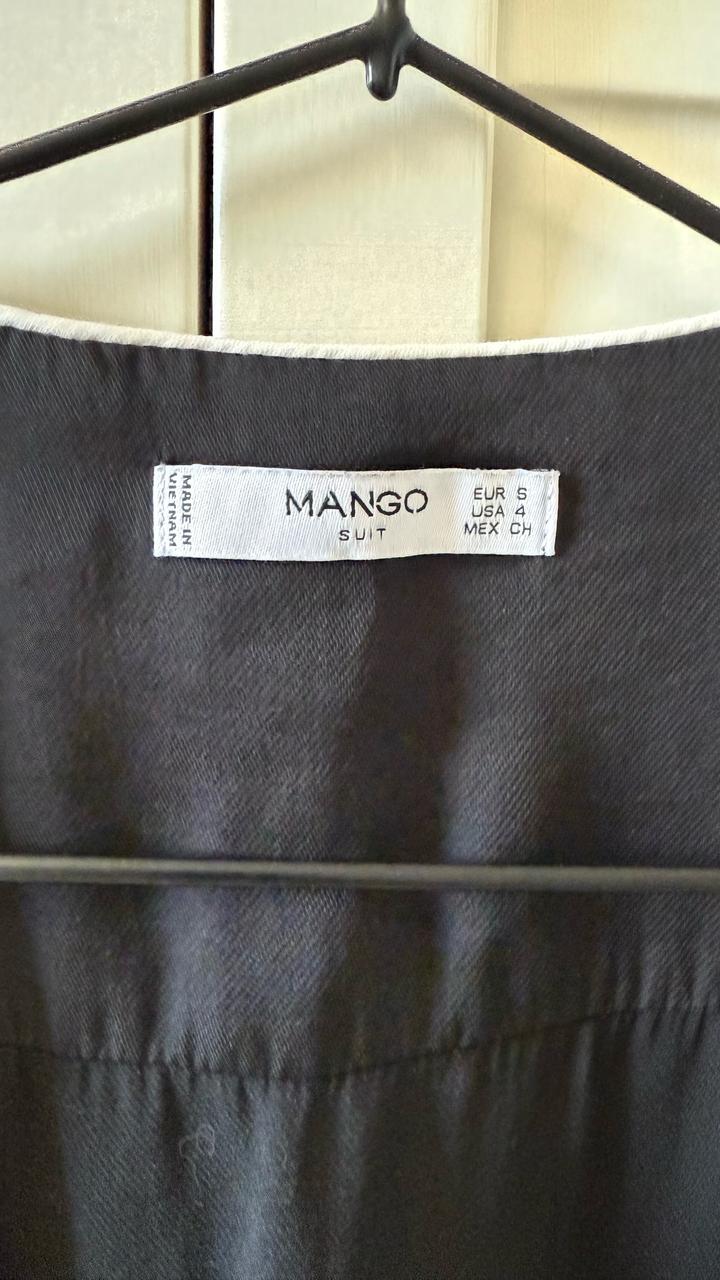 MADE IN
VIETNAM
MANGO
SUIT
EUR S
USA 4
MEX CH